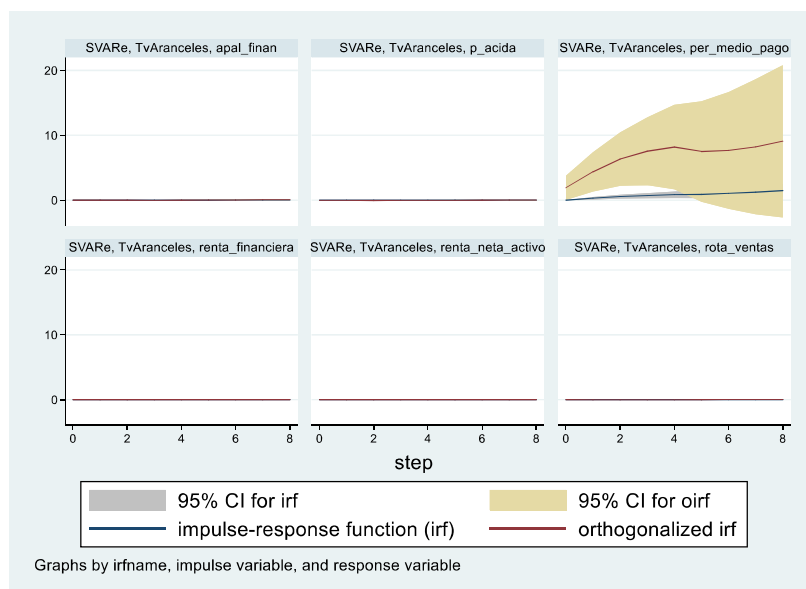 SVARe, TvAranceles, apal_finan
SVARe, TvAranceles, p_acida
SVARe, TvAranceles, per_medio_pago
20
10
0
SVARe, TvAranceles, renta_financiera
SVARe, TvAranceles, renta_neta_activo
SVARe, TvAranceles, rota_ventas
20
10
0
0 2 4 6 8
0 2 4 6 8
0 2 4 6 8
step
95% CI for irf
95% CI for oirf
impulse-response function (irf)
orthogonalized irf
Graphs by irfname, impulse variable, and response variable